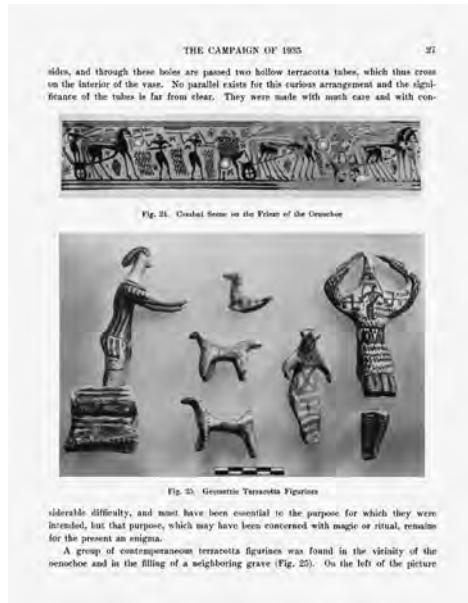 THE CAMPAIGN OF 1935 27
sides, and through these holes are passed two hollow terracotta tubes, which thus cross
on the interior of the vase. No parallel exists for this curious arrangement and the signi-
ficance of the tubes is far from clear. They were made with much care and with con-
Fig. 24. Combat Scene on the Frieze of the Oenochoe
Fig. 25. Geometric Terracotta Figurines
siderable difficulty, and must have been essential to the purpose for which they were
intended, but that purpose, which may have been concerned with magic or ritual, remains
for the present an enigma.
A group of contemporaneous terracotta figurines was found in the vicinity of the
oenochoe and in the filling of a neighboring grave (Fig. 25). On the left of the picture